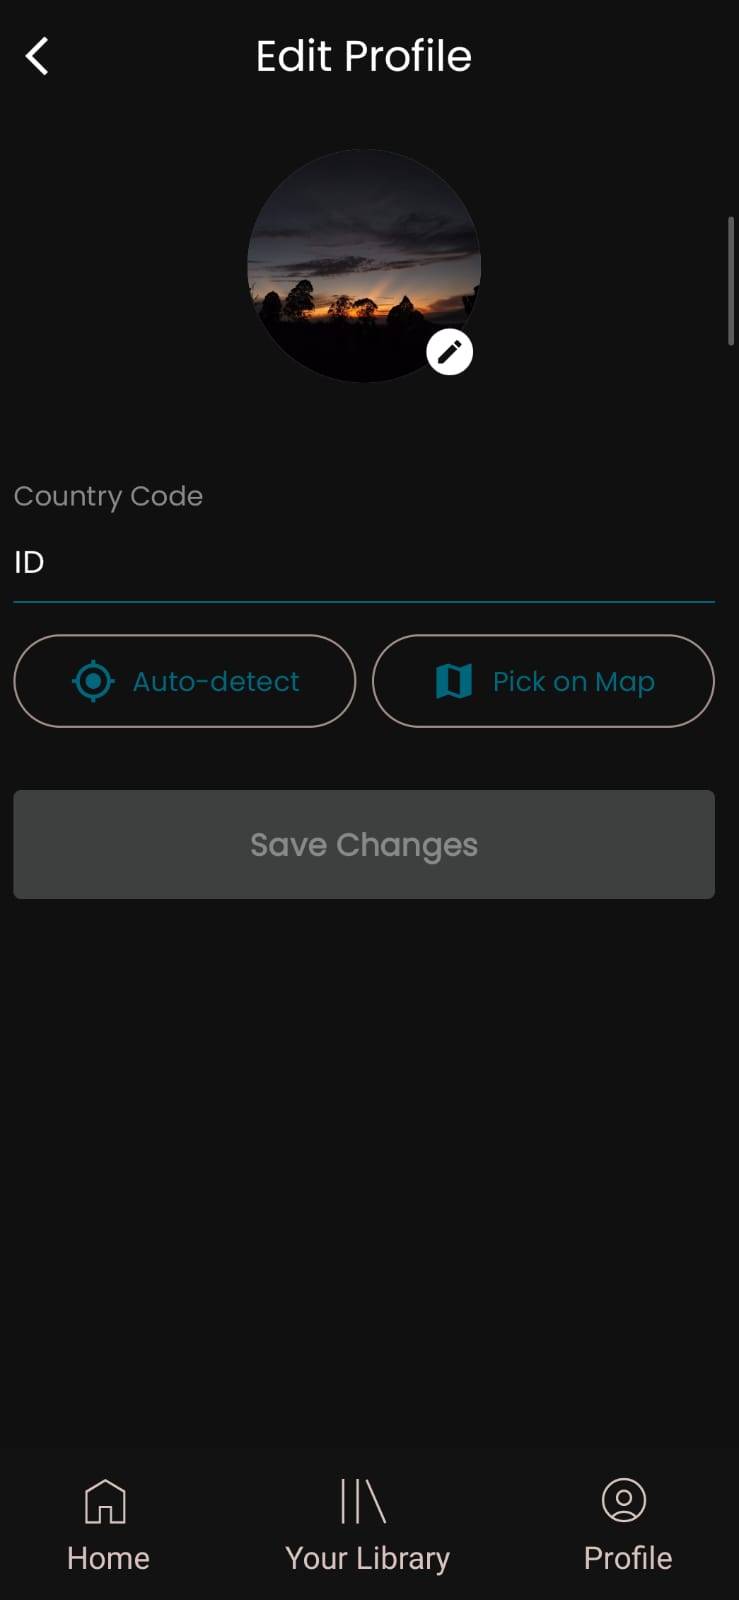 Edit Profile
Country Code
ID
Auto-detect
Pick on Map
Save Changes
Home
Your Library
Profile